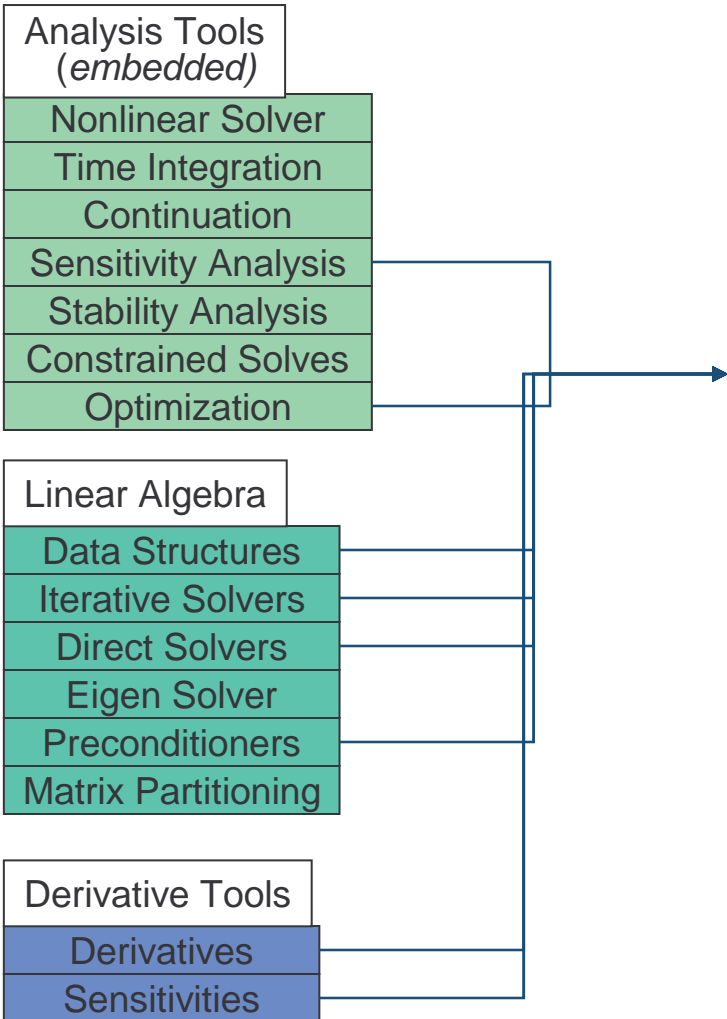 Analysis Tools
(embedded)
Nonlinear Solver
Time Integration
Continuation
Sensitivity Analysis
Stability Analysis
Constrained Solves
Optimization
Linear Algebra
Data Structures
Iterative Solvers
Direct Solvers
Eigen Solver
Preconditioners
Matrix Partitioning
Derivative Tools
Derivatives
Sensitivities